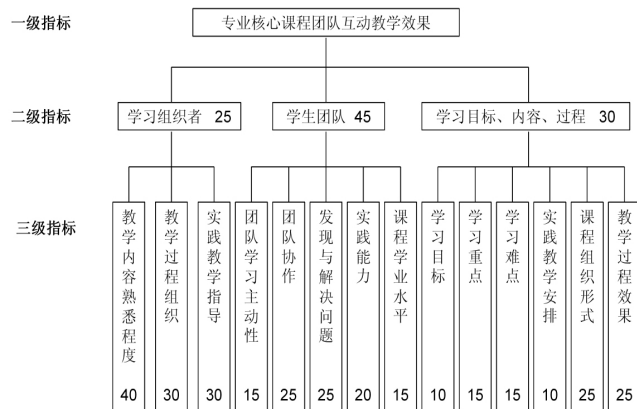 一级指标
专业核心课程团队互动教学效果
二级指标
学习组织者 25
学生团队 45
学习目标、内容、过程 30
三级指标
教学内容熟悉程度
40
教学过程组织
30
实践教学指导
30
团队学习主动性
15
团队协作
25
发现与解决问题
25
实践能力
20
课程学业水平
15
学习目标
10
学习重点
15
学习难点
15
实践教学安排
10
课程组织形式
25
教学过程效果
25